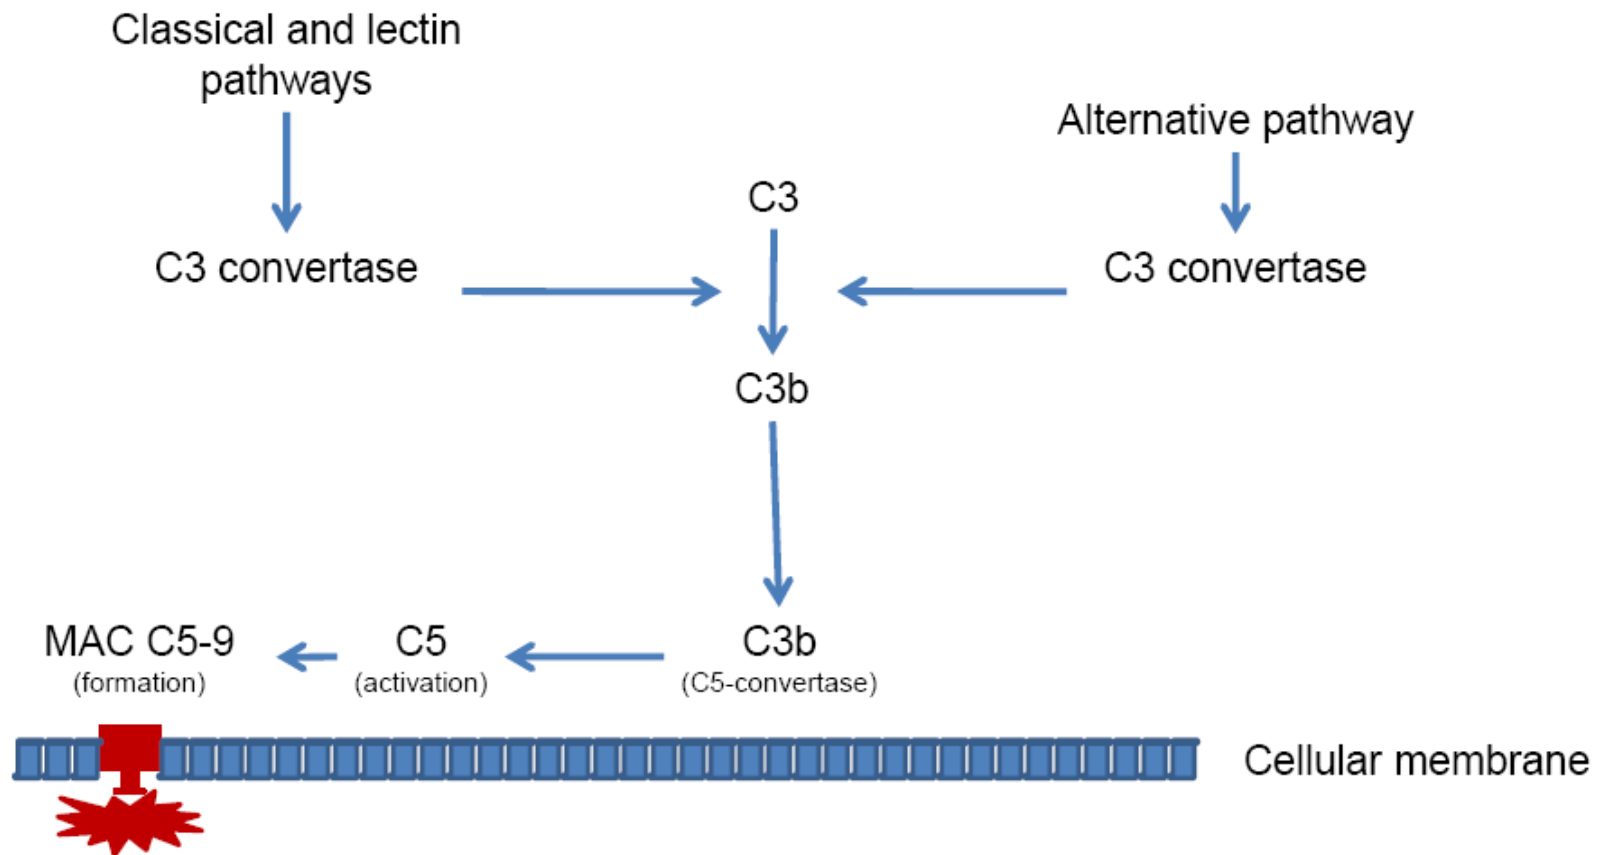 Classical and lectin
pathways
Alternative pathway
C3
C3 convertase
C3 convertase
C3b
MAC C5-9
(formation)
C5
(activation)
C3b
(C5-convertase)
Cellular membrane